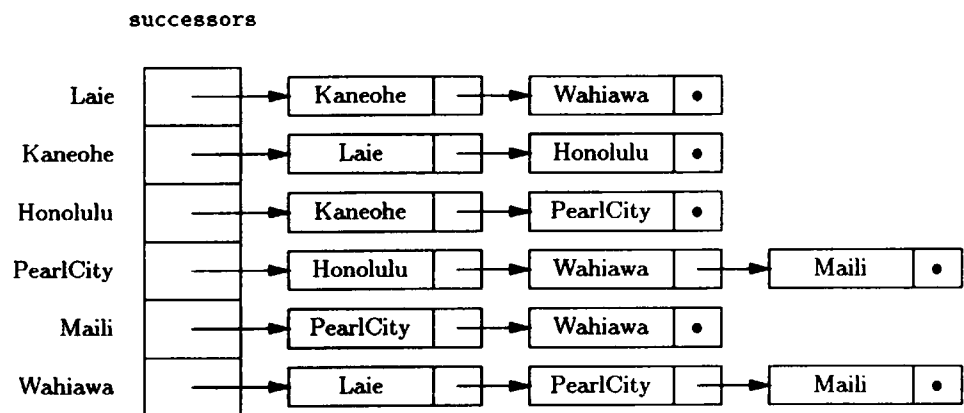 successors
Laie Kaneohe Wahiawa
Kaneohe Laie Honolulu
Honolulu Kaneohe PearlCity
PearlCity Honolulu Wahiawa Maili
Maili PearlCity Wahiawa
Wahiawa Laie PearlCity Maili